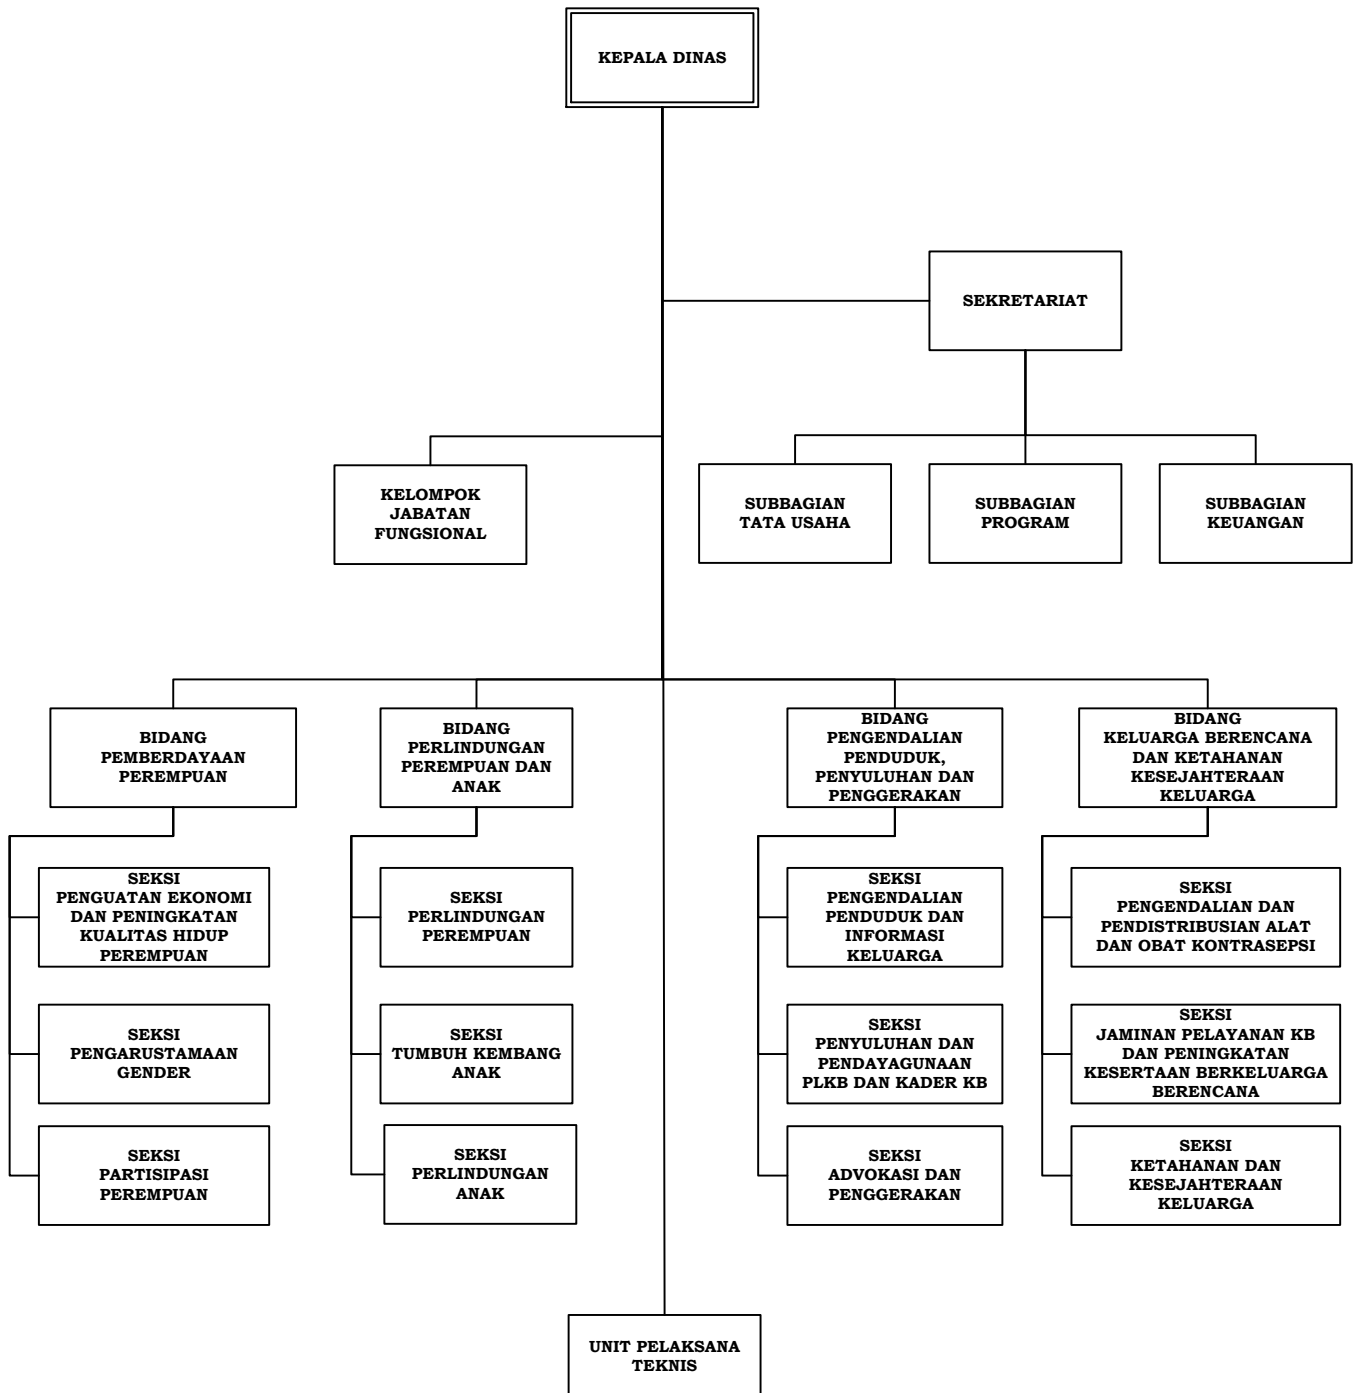 KEPALA DINAS
SEKRETARIAT
KELOMPOK
JABATAN
FUNGSIONAL
SUBBAGIAN
TATA USAHA
SUBBAGIAN
PROGRAM
SUBBAGIAN
KEUANGAN
BIDANG
PEMBERDAYAAN
PEREMPUAN
BIDANG
PERLINDUNGAN
PEREMPUAN DAN
ANAK
BIDANG
PENGENDALIAN
PENDUDUK,
PENYULUHAN DAN
PENGGERAKAN
BIDANG
KELUARGA BERENCANA
DAN KETAHANAN
KESEJAHTERAAN
KELUARGA
SEKSI
PENGUATAN EKONOMI
DAN PENINGKATAN
KUALITAS HIDUP
PEREMPUAN
SEKSI
PERLINDUNGAN
PEREMPUAN
SEKSI
PENGENDALIAN
PENDUDUK DAN
INFORMASI
KELUARGA
SEKSI
PENGENDALIAN DAN
PENDISTRIBUSIAN ALAT
DAN OBAT KONTRASEPSI
SEKSI
PENGARUSTAMAAN
GENDER
SEKSI
TUMBUH KEMBANG
ANAK
SEKSI
PENYULUHAN DAN
PENDAYAGUNAAN
PLKB DAN KADER KB
SEKSI
JAMINAN PELAYANAN KB
DAN PENINGKATAN
KESERTAAN BERKELUARGA
BERENCANA
SEKSI
PARTISIPASI
PEREMPUAN
SEKSI
PERLINDUNGAN
ANAK
SEKSI
ADVOKASI DAN
PENGGERAKAN
SEKSI
KETAHANAN DAN
KESEJAHTERAAN
KELUARGA
UNIT PELAKSANA
TEKNIS